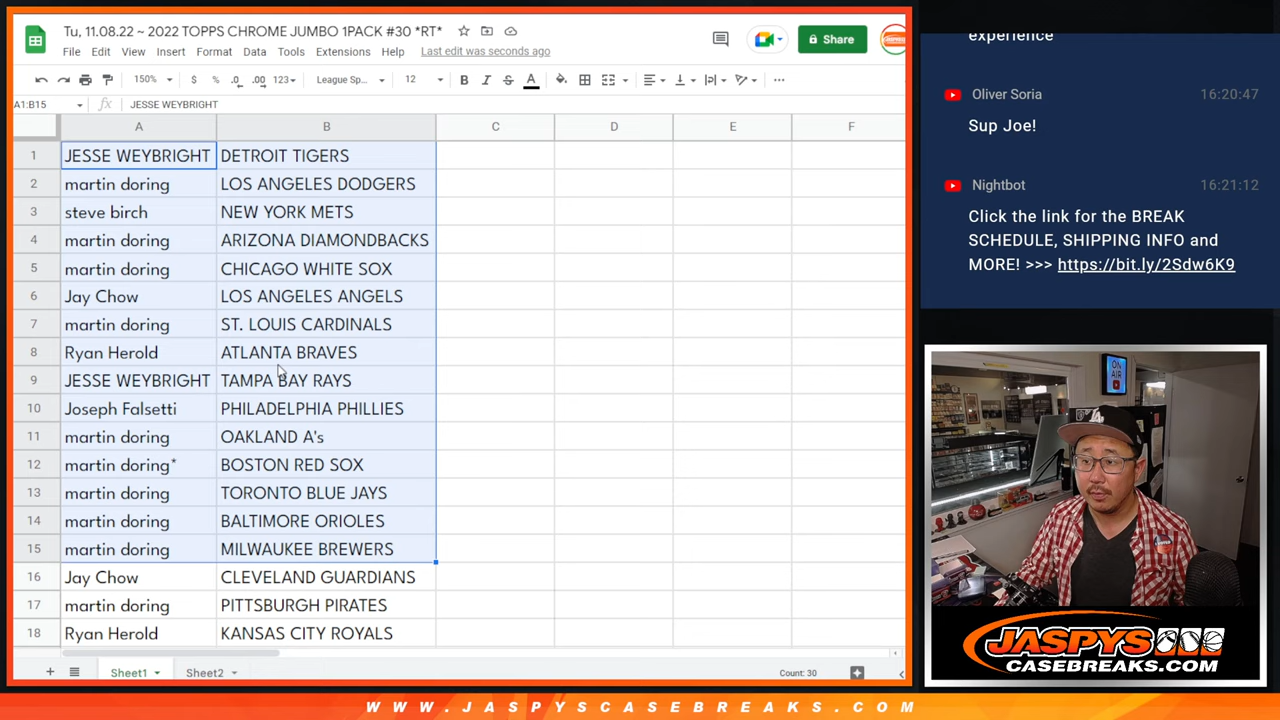 Tu, 11.08.22 ~ 2022 TOPPS CHROME JUMBO 1PACK #30 *RT*
File Edit View Insert Format Data Tools Extensions Help Last edit was seconds ago
Share
150% $ % .0 .00 123 League Sp... 12 B I S A
A1:B15 fx JESSE WEYBRIGHT
A B C D E F
1 JESSE WEYBRIGHT DETROIT TIGERS
2 martin doring LOS ANGELES DODGERS
3 steve birch NEW YORK METS
4 martin doring ARIZONA DIAMONDBACKS
5 martin doring CHICAGO WHITE SOX
6 Jay Chow LOS ANGELES ANGELS
7 martin doring ST. LOUIS CARDINALS
8 Ryan Herold ATLANTA BRAVES
9 JESSE WEYBRIGHT TAMPA BAY RAYS
10 Joseph Falsetti PHILADELPHIA PHILLIES
11 martin doring OAKLAND A's
12 martin doring* BOSTON RED SOX
13 martin doring TORONTO BLUE JAYS
14 martin doring BALTIMORE ORIOLES
15 martin doring MILWAUKEE BREWERS
16 Jay Chow CLEVELAND GUARDIANS
17 martin doring PITTSBURGH PIRATES
18 Ryan Herold KANSAS CITY ROYALS
Sheet1 Sheet2 Count: 30
experience
Oliver Soria 16:20:47
Sup Joe!
Nightbot 16:21:12
Click the link for the BREAK
SCHEDULE, SHIPPING INFO and
MORE! >>> https://bit.ly/2Sdw6K9
ON AIR
LA
JASPYS
CASEBREAKS.COM
WWW.JASPYSCASEBREAKS.COM